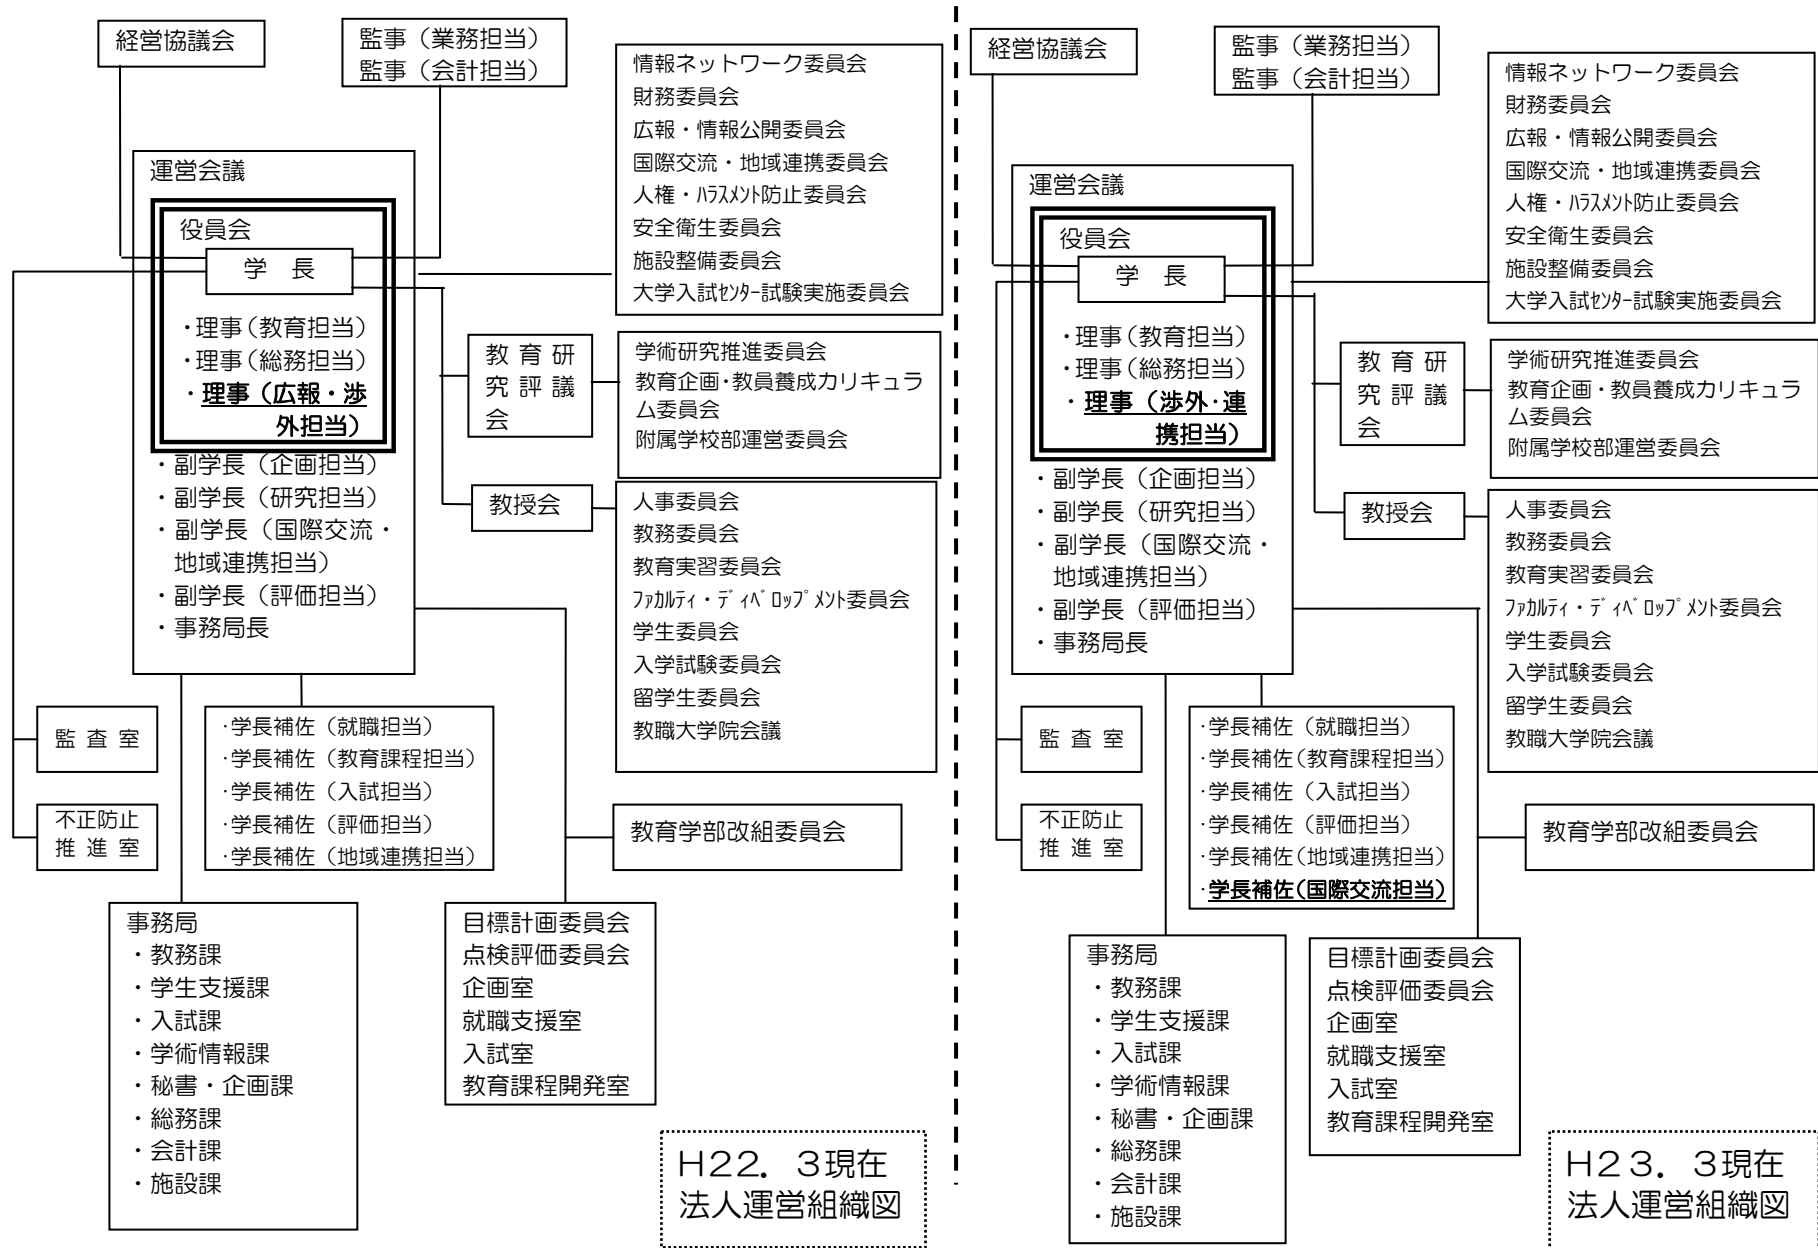 経営協議会
監事（業務担当）
監事（会計担当）
情報ネットワーク委員会
財務委員会
広報・情報公開委員会
国際交流・地域連携委員会
人権・ﾊﾗｽﾒﾝﾄ防止委員会
安全衛生委員会
施設整備委員会
大学入試ｾﾝﾀｰ試験実施委員会
運営会議
役員会
学　長
・理事（教育担当）
・理事（総務担当）
・理事（広報・渉
外担当）
・副学長（企画担当）
・副学長（研究担当）
・副学長（国際交流・
地域連携担当）
・副学長（評価担当）
・事務局長
教 育 研
究 評 議
会
学術研究推進委員会
教育企画・教員養成カリキュラ
ム委員会
附属学校部運営委員会
教授会
人事委員会
教務委員会
教育実習委員会
ﾌｧｶﾙﾃｨ・ﾃﾞｨﾍﾞﾛｯﾌﾟﾒﾝﾄ委員会
学生委員会
入学試験委員会
留学生委員会
教職大学院会議
監 査 室
不正防止
推 進 室
・学長補佐（就職担当）
・学長補佐（教育課程担当）
・学長補佐（入試担当）
・学長補佐（評価担当）
・学長補佐（地域連携担当）
教育学部改組委員会
事務局
・教務課
・学生支援課
・入試課
・学術情報課
・秘書・企画課
・総務課
・会計課
・施設課
目標計画委員会
点検評価委員会
企画室
就職支援室
入試室
教育課程開発室
Ｈ２２．３現在
法人運営組織図
経営協議会
監事（業務担当）
監事（会計担当）
情報ネットワーク委員会
財務委員会
広報・情報公開委員会
国際交流・地域連携委員会
人権・ﾊﾗｽﾒﾝﾄ防止委員会
安全衛生委員会
施設整備委員会
大学入試ｾﾝﾀｰ試験実施委員会
運営会議
役員会
学　長
・理事（教育担当）
・理事（総務担当）
・理事（渉外・連
携担当）
・副学長（企画担当）
・副学長（研究担当）
・副学長（国際交流・
地域連携担当）
・副学長（評価担当）
・事務局長
教 育 研
究 評 議
会
学術研究推進委員会
教育企画・教員養成カリキュラ
ム委員会
附属学校部運営委員会
教授会
人事委員会
教務委員会
教育実習委員会
ﾌｧｶﾙﾃｨ・ﾃﾞｨﾍﾞﾛｯﾌﾟﾒﾝﾄ委員会
学生委員会
入学試験委員会
留学生委員会
教職大学院会議
監 査 室
不正防止
推 進 室
・学長補佐（就職担当）
・学長補佐（教育課程担当）
・学長補佐（入試担当）
・学長補佐（評価担当）
・学長補佐（地域連携担当）
・学長補佐（国際交流担当）
教育学部改組委員会
事務局
・教務課
・学生支援課
・入試課
・学術情報課
・秘書・企画課
・総務課
・会計課
・施設課
目標計画委員会
点検評価委員会
企画室
就職支援室
入試室
教育課程開発室
Ｈ２３．３現在
法人運営組織図